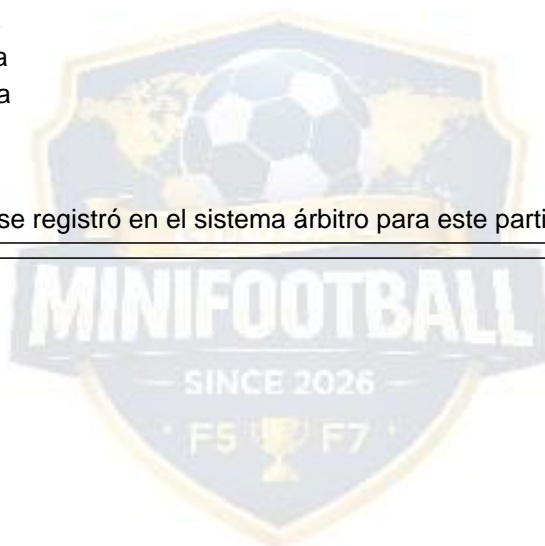 a
a
se registró en el sistema árbitro para este parti
MINIFOOTBALL
SINCE 2026
F5 F7